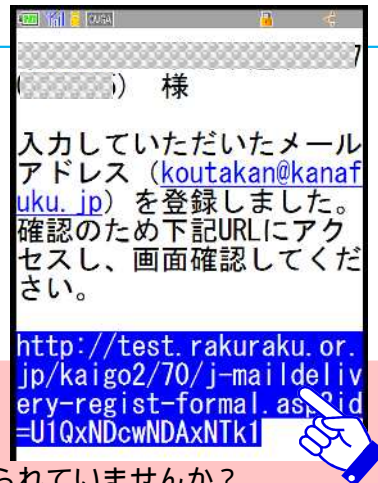 7
) 様
入力していただいたメール
アドレス（koutakan@kanaf
uku.jp）を登録しました。
確認のため下記URLにアク
セスし、画面確認してくだ
さい。
http://test.rakuraku.or.
jp/kaigo2/70/j-maildeliv
ery-regist-formal.asp?id
=U1QxNDcwNDAxNTk1
られていませんか？